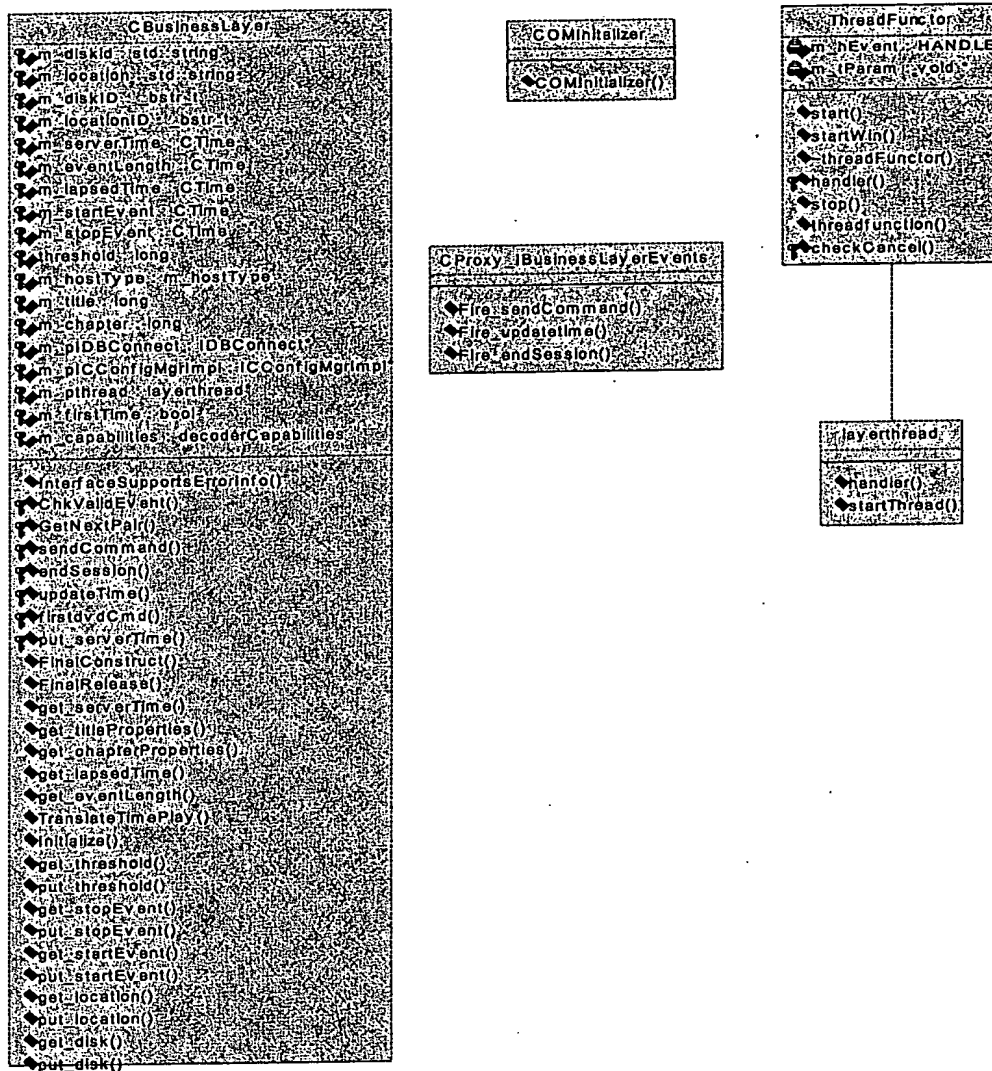 CBusinessLayer
m_diskId : std::string
m_location : std::string
m_diskID : _bstr_t
m_locationID : _bstr_t
m_serverTime : CTime
m_eventLength : CTime
m_lapsedTime : CTime
m_startEvent : CTime
m_stopEvent : CTime
threshold : long
m_hostType : m_hostType
m_title : long
m_chapter : long
m_pIDBConnect : IDBConnect*
m_pICConfigMgrImpl : ICConfigMgrImpl
m_pthread : layerthread
m_firstTime : bool
m_capabilities : decoderCapabilities
InterfaceSupportsErrorInfo()
ChkValidEvent()
GetNextPair()
sendCommand()
endSession()
updateTime()
firstdvdCmd()
put_serverTime()
FinalConstruct()
FinalRelease()
get_serverTime()
get_titleProperties()
get_chapterProperties()
get_lapsedTime()
get_eventLength()
TranslateTimePlay()
Initialize()
get_threshold()
put_threshold()
get_stopEvent()
put_stopEvent()
get_startEvent()
put_startEvent()
get_location()
put_location()
get_disk()
put_disk()
COMInitalizer
COMInitalizer()
CProxy_IBusinessLayerEvents
Fire_sendCommand()
Fire_updatetime()
Fire_endSession()
ThreadFunctor
m_hEvent : HANDLE
m_tParam : void*
start()
startWin()
~threadFunctor()
handler()
stop()
threadfunction()
checkCancel()
layerthread
handler()
startThread()